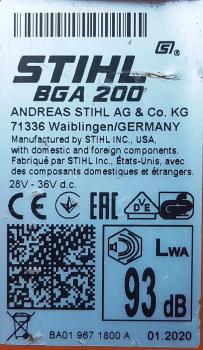 STIHL
BGA 200
ANDREAS STIHL AG & Co. KG
71336 Waiblingen/GERMANY
Manufactured by STIHL INC., USA,
with domestic and foreign components.
Fabriqué par STIHL Inc., États-Unis, avec
des composants domestiques et étrangers.
28V - 36V d.c.
CE EAC VDE GS
LWA
93 dB
BA01 967 1800 A 01.2020